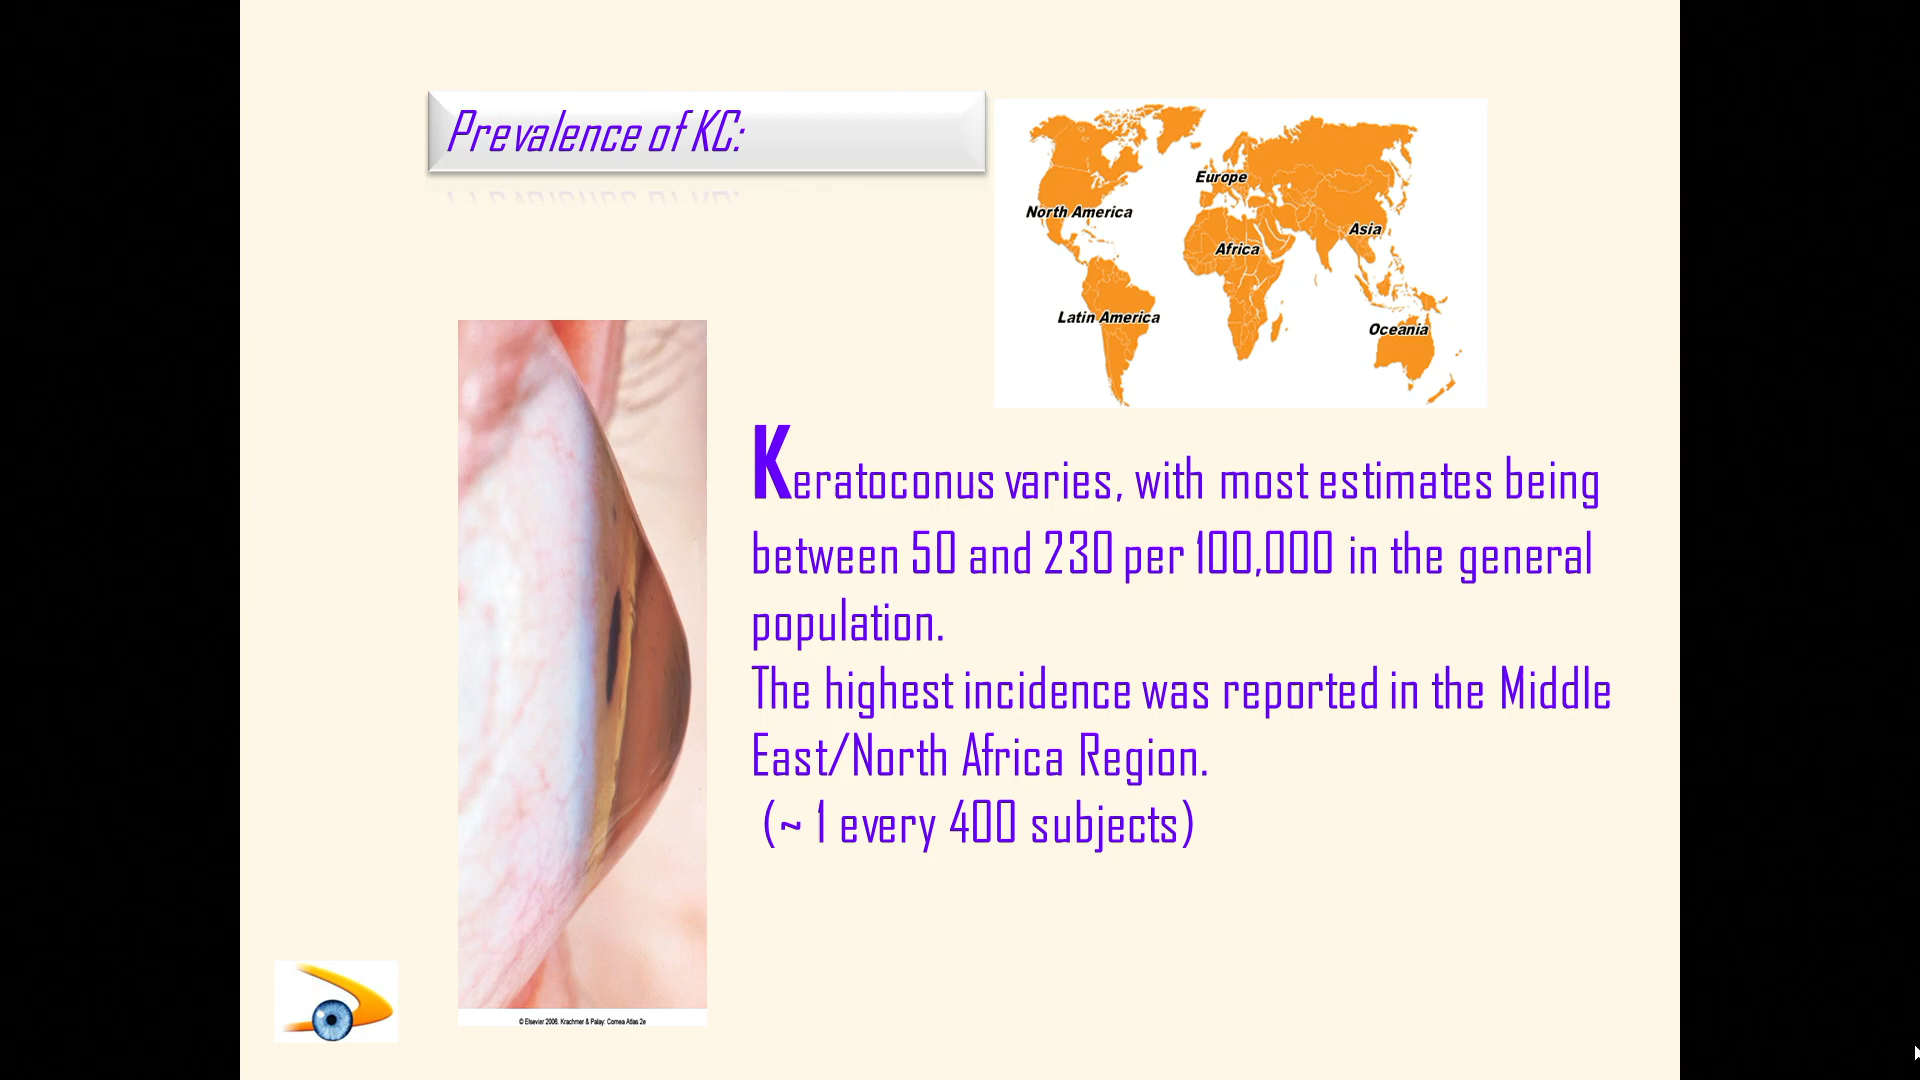 Prevalence of KC:
Europe
North America
Asia
Africa
Latin America
Oceania
Keratoconus varies, with most estimates being
between 50 and 230 per 100,000 in the general
population.
The highest incidence was reported in the Middle
East/North Africa Region.
(~ 1 every 400 subjects)
© Elsevier 2006. Krachmer & Palay: Cornea Atlas 2e